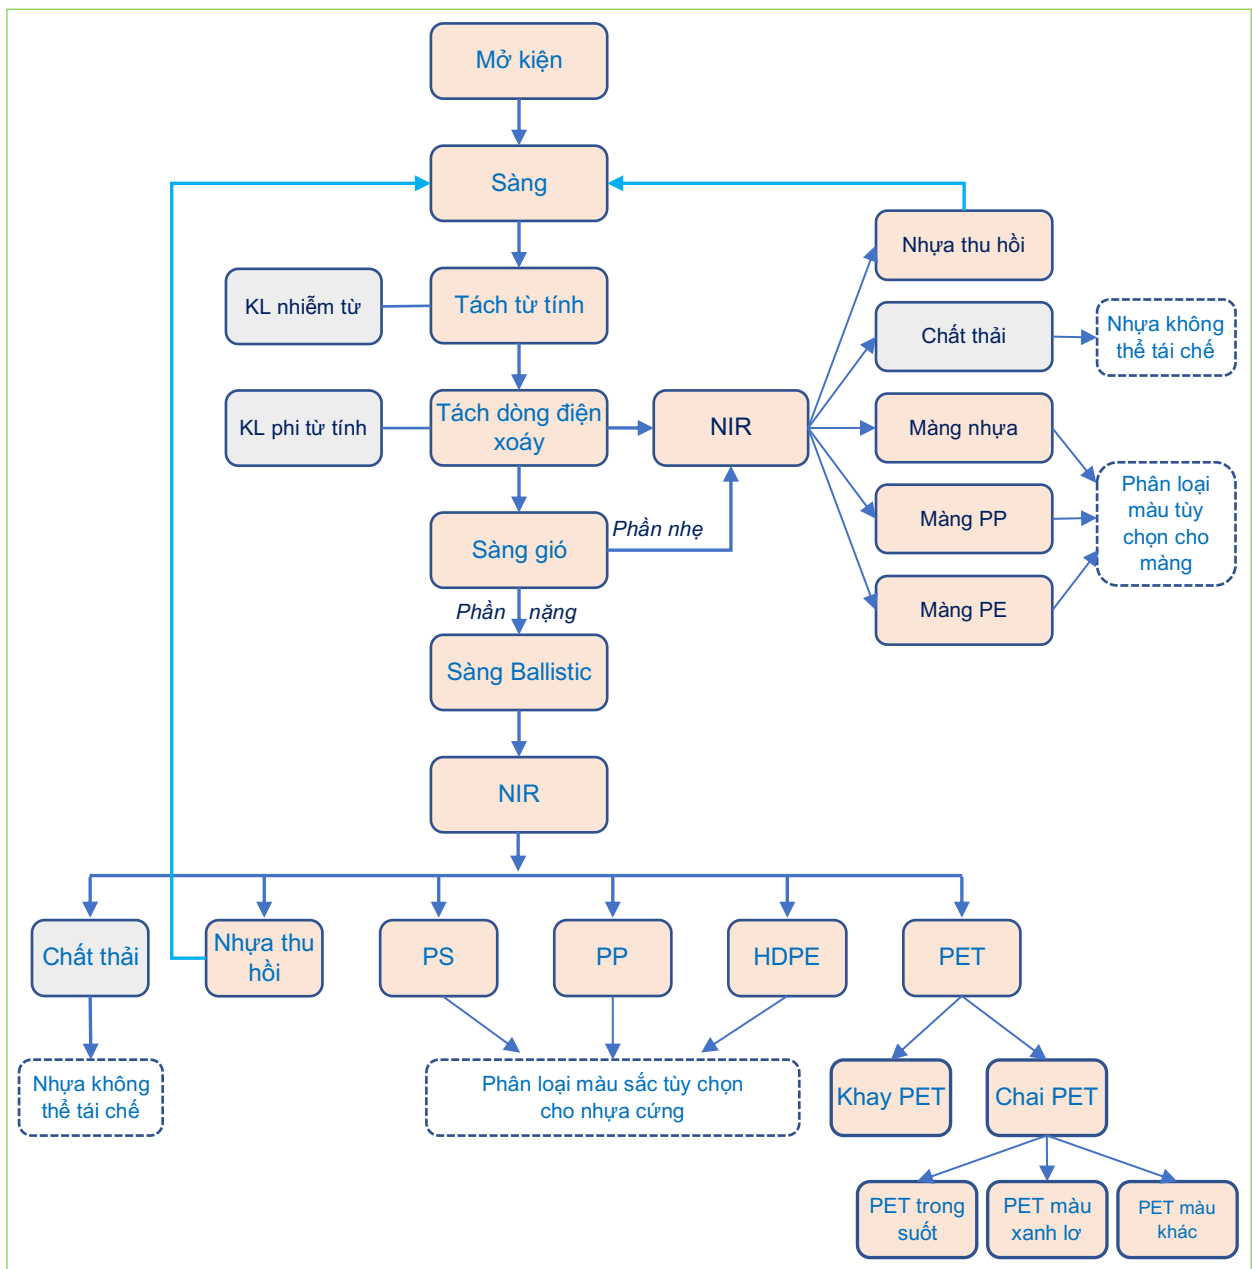 Mở kiện
Sàng
Nhựa thu hồi
KL nhiễm từ
Tách từ tính
Chất thải
Nhựa không
thể tái chế
KL phi từ tính
Tách dòng điện
xoáy
NIR
Màng nhựa
Phân loại
màu tùy
chọn cho
màng
Màng PP
Sàng gió
Phần nhẹ
Màng PE
Phần nặng
Sàng Ballistic
NIR
Chất thải
Nhựa thu
hồi
PS
PP
HDPE
PET
Nhựa không
thể tái chế
Phân loại màu sắc tùy chọn
cho nhựa cứng
Khay PET
Chai PET
PET trong
suốt
PET màu
xanh lơ
PET màu
khác